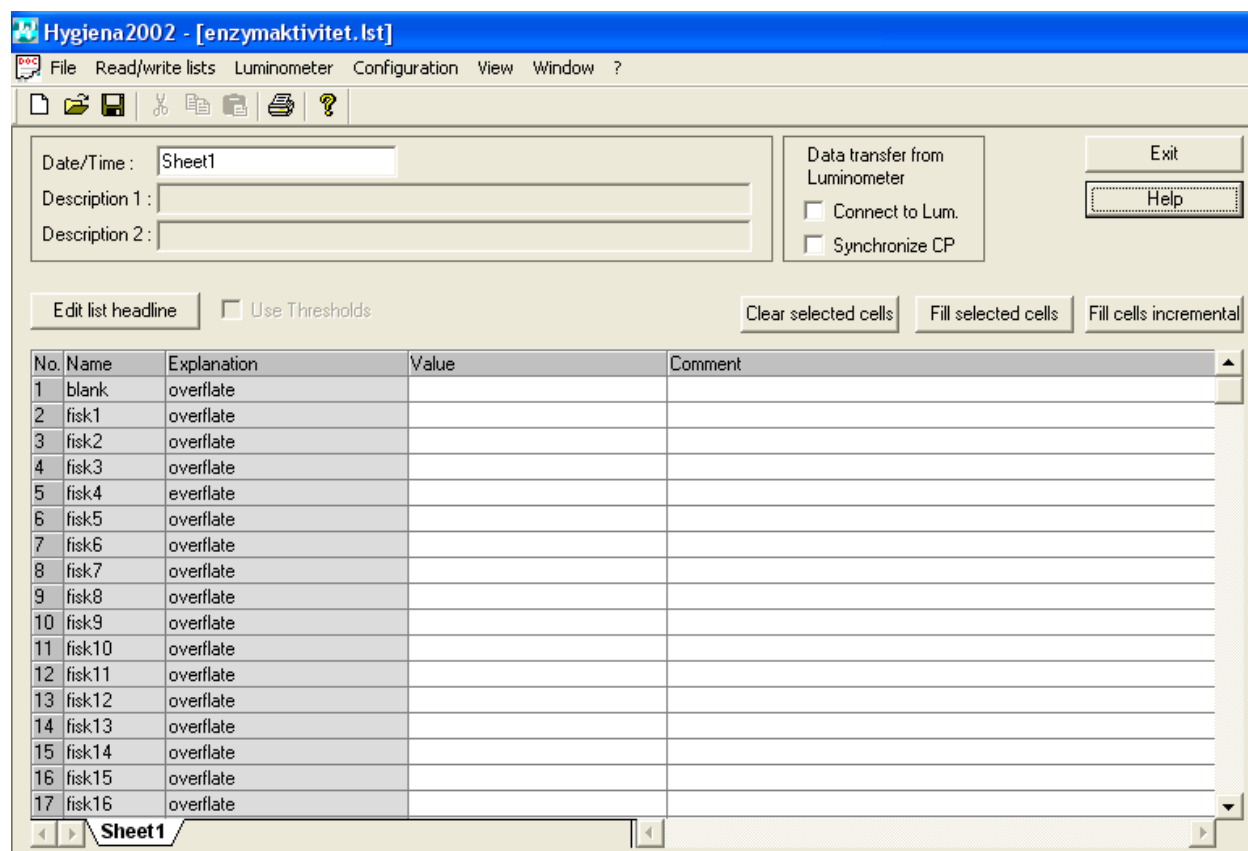 Hygiena2002 - [enzymaktivitet.lst]
DOC File Read/write lists Luminometer Configuration View Window ?
Date/Time : Sheet1
Description 1 :
Description 2 :
Data transfer from
Luminometer
Connect to Lum.
Synchronize CP
Exit
Help
Edit list headline Use Thresholds Clear selected cells Fill selected cells Fill cells incremental
No. Name Explanation Value Comment
1 blank overflate
2 fisk1 overflate
3 fisk2 overflate
4 fisk3 overflate
5 fisk4 everflate
6 fisk5 overflate
7 fisk6 overflate
8 fisk7 overflate
9 fisk8 overflate
10 fisk9 overflate
11 fisk10 overflate
12 fisk11 overflate
13 fisk12 overflate
14 fisk13 overflate
15 fisk14 overflate
16 fisk15 overflate
17 fisk16 overflate
Sheet1